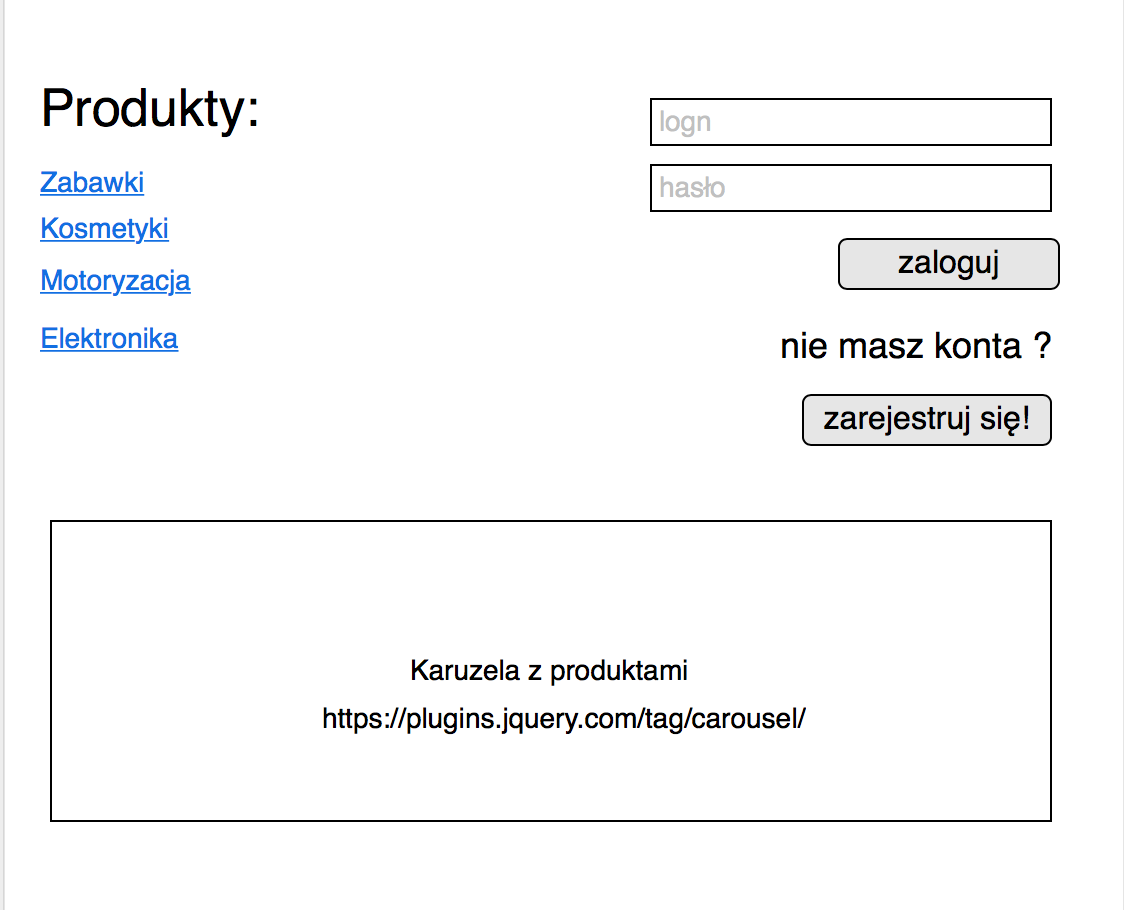 Produkty:
Zabawki
Kosmetyki
Motoryzacja
Elektronika
logn
hasło
zaloguj
nie masz konta ?
zarejestruj się!
Karuzela z produktami
https://plugins.jquery.com/tag/carousel/